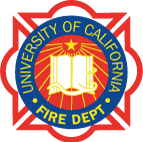 UNIVERSITY OF CALIFORNIA
• FIRE DEPT •